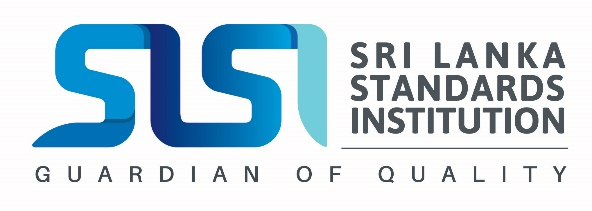 SLSI
SRI LANKA
STANDARDS
INSTITUTION
GUARDIAN OF QUALITY